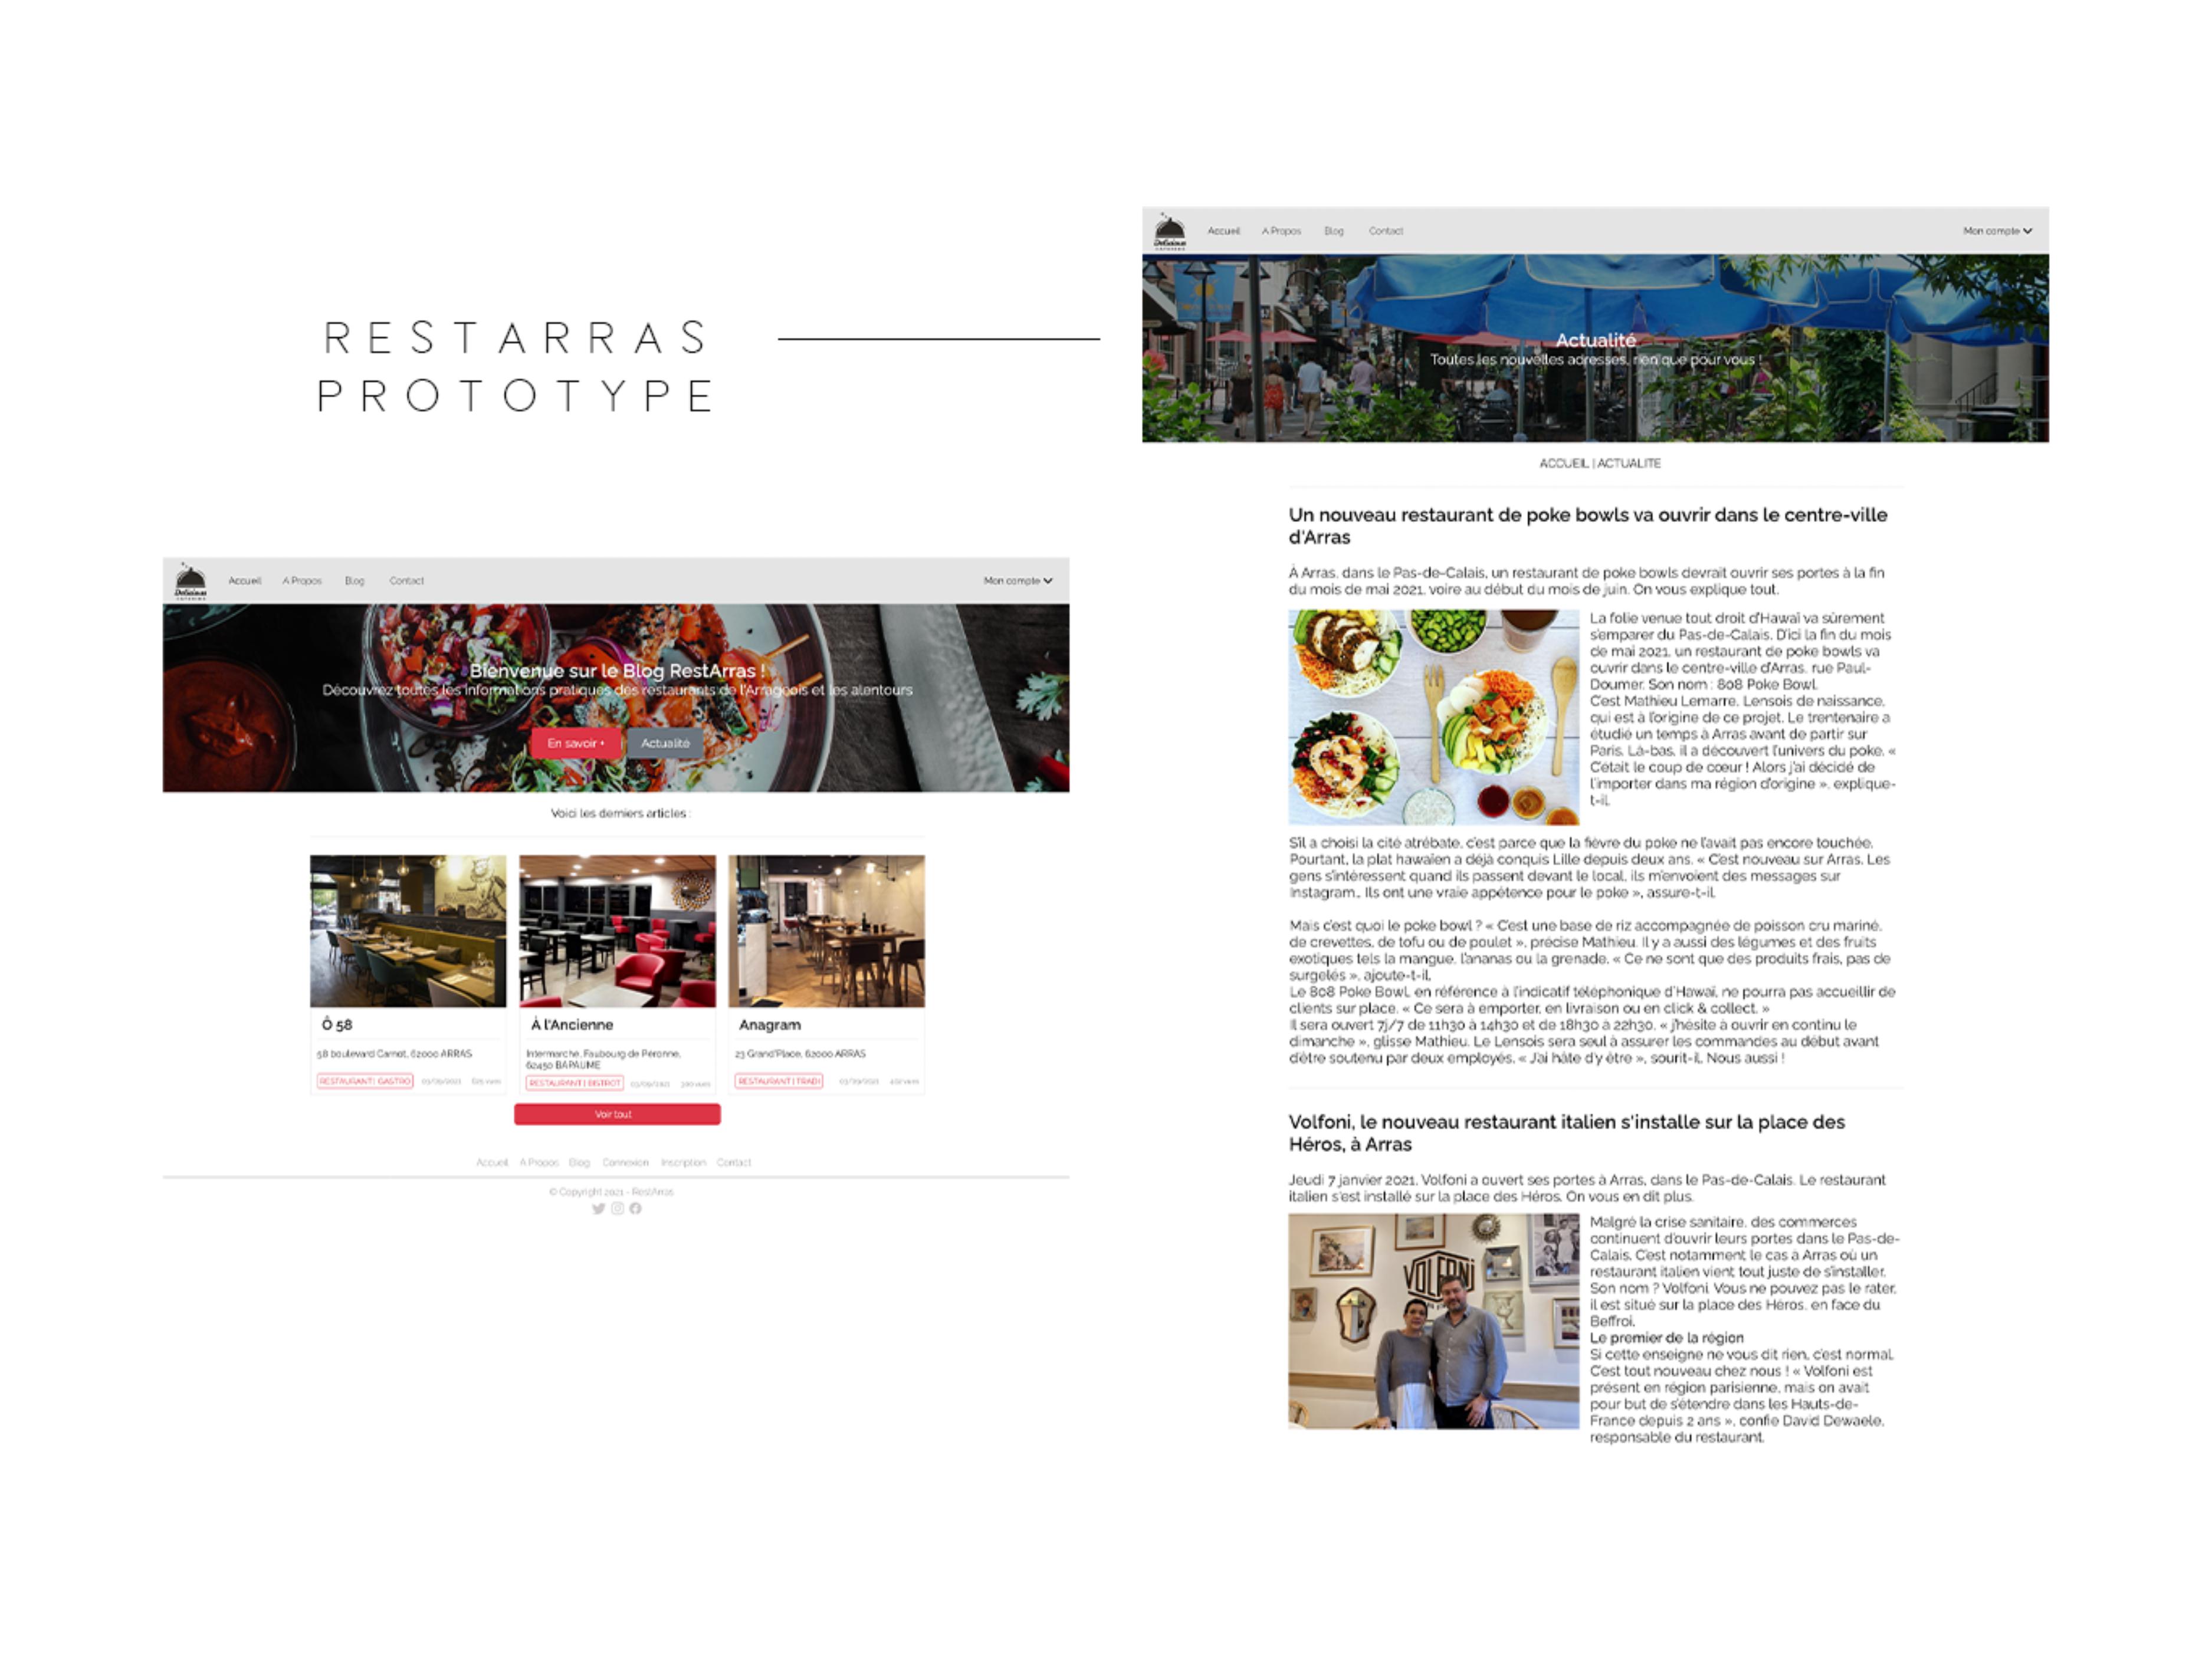 RESTARRAS
PROTOTYPE
Delicious
Accueil
A Propos
Blog
Contact
Mon compte
Bienvenue sur le Blog RestArras !
Découvrez toutes les informations pratiques des restaurants de l'Arrageois et les alentours
En savoir +
Actualité
Voici les derniers articles :
Ô 58
58 boulevard Carnot, 62000 ARRAS
RESTAURANT | GASTRO
À l'Ancienne
Intermarche, Faubourg de Peronne,
62450 BAPAUME
RESTAURANT | BISTROT
Anagram
23 Grand'Place, 62000 ARRAS
RESTAURANT | TRADI
Voir tout
Accueil A Propos Blog Connexion Inscription Contact
© Copyright 2021 - RestArras
Delicious
Accueil
A Propos
Blog
Contact
Mon compte
Actualité
Toutes les nouvelles adresses, rien que pour vous !
ACCUEIL | ACTUALITE
Un nouveau restaurant de poke bowls va ouvrir dans le centre-ville
d'Arras
À Arras, dans le Pas-de-Calais, un restaurant de poke bowls devrait ouvrir ses portes à la fin
du mois de mai 2021, voire au début du mois de juin. On vous explique tout.
La folie venue tout droit d'Hawaï va sûrement
s'emparer du Pas-de-Calais. D'ici la fin du mois
de mai 2021, un restaurant de poke bowls va
ouvrir dans le centre-ville d'Arras, rue Paul-
Doumer. Son nom : 808 Poke Bowl.
C'est Mathieu Lemarre, Lensois de naissance,
qui est à l'origine de ce projet. Le trentenaire a
étudié un temps à Arras avant de partir sur
Paris. Là-bas, il a découvert l'univers du poke. «
C'était le coup de cœur ! Alors j'ai décidé de
l'importer dans ma région d'origine », explique-
t-il.
S'il a choisi la cité atrébate, c'est parce que la fièvre du poke ne l'avait pas encore touchée.
Pourtant, la plat hawaïen a déjà conquis Lille depuis deux ans. « C'est nouveau sur Arras. Les
gens s'intéressent quand ils passent devant le local, ils m'envoient des messages sur
Instagram… Ils ont une vraie appétence pour le poke », assure-t-il.
Mais c'est quoi le poke bowl ? « C'est une base de riz accompagnée de poisson cru mariné,
de crevettes, de tofu ou de poulet », précise Mathieu. Il y a aussi des légumes et des fruits
exotiques tels la mangue, l'ananas ou la grenade. « Ce ne sont que des produits frais, pas de
surgelés », ajoute-t-il.
Le 808 Poke Bowl, en référence à l'indicatif téléphonique d'Hawaï, ne pourra pas accueillir de
clients sur place. « Ce sera à emporter, en livraison ou en click & collect. »
Il sera ouvert 7j/7 de 11h30 à 14h30 et de 18h30 à 22h30. « j'hésite à ouvrir en continu le
dimanche », glisse Mathieu. Le Lensois sera seul à assurer les commandes au début avant
d'être soutenu par deux employés. « J'ai hâte d'y être », sourit-il. Nous aussi !
Volfoni, le nouveau restaurant italien s'installe sur la place des
Héros, à Arras
Jeudi 7 janvier 2021, Volfoni a ouvert ses portes à Arras, dans le Pas-de-Calais. Le restaurant
italien s'est installé sur la place des Héros. On vous en dit plus.
VOLFONI
Malgré la crise sanitaire, des commerces
continuent d'ouvrir leurs portes dans le Pas-de-
Calais. C'est notamment le cas à Arras où un
restaurant italien vient tout juste de s'installer.
Son nom ? Volfoni. Vous ne pouvez pas le rater,
il est situé sur la place des Héros, en face du
Beffroi.
Le premier de la région
Si cette enseigne ne vous dit rien, c'est normal.
C'est tout nouveau chez nous ! « Volfoni est
présent en région parisienne, mais on avait
pour but de s'étendre dans les Hauts-de-
France depuis 2 ans », confie David Dewaele,
responsable du restaurant.